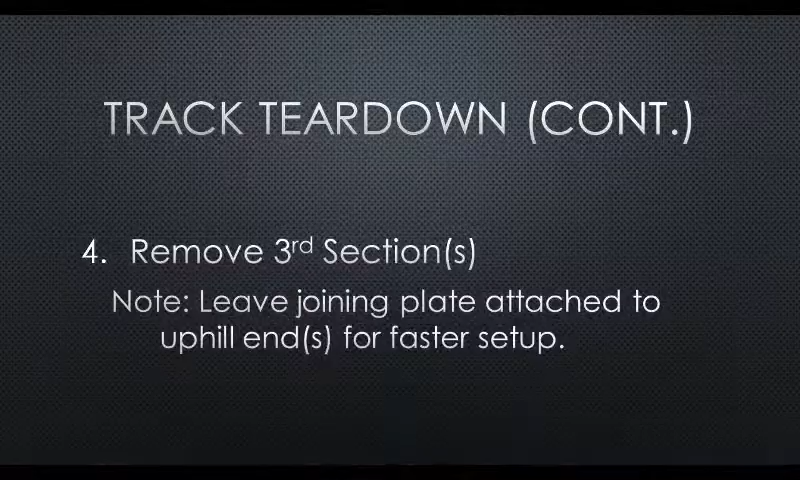 TRACK TEARDOWN (CONT.)
4. Remove 3rd Section(s)
Note: Leave joining plate attached to
uphill end(s) for faster setup.